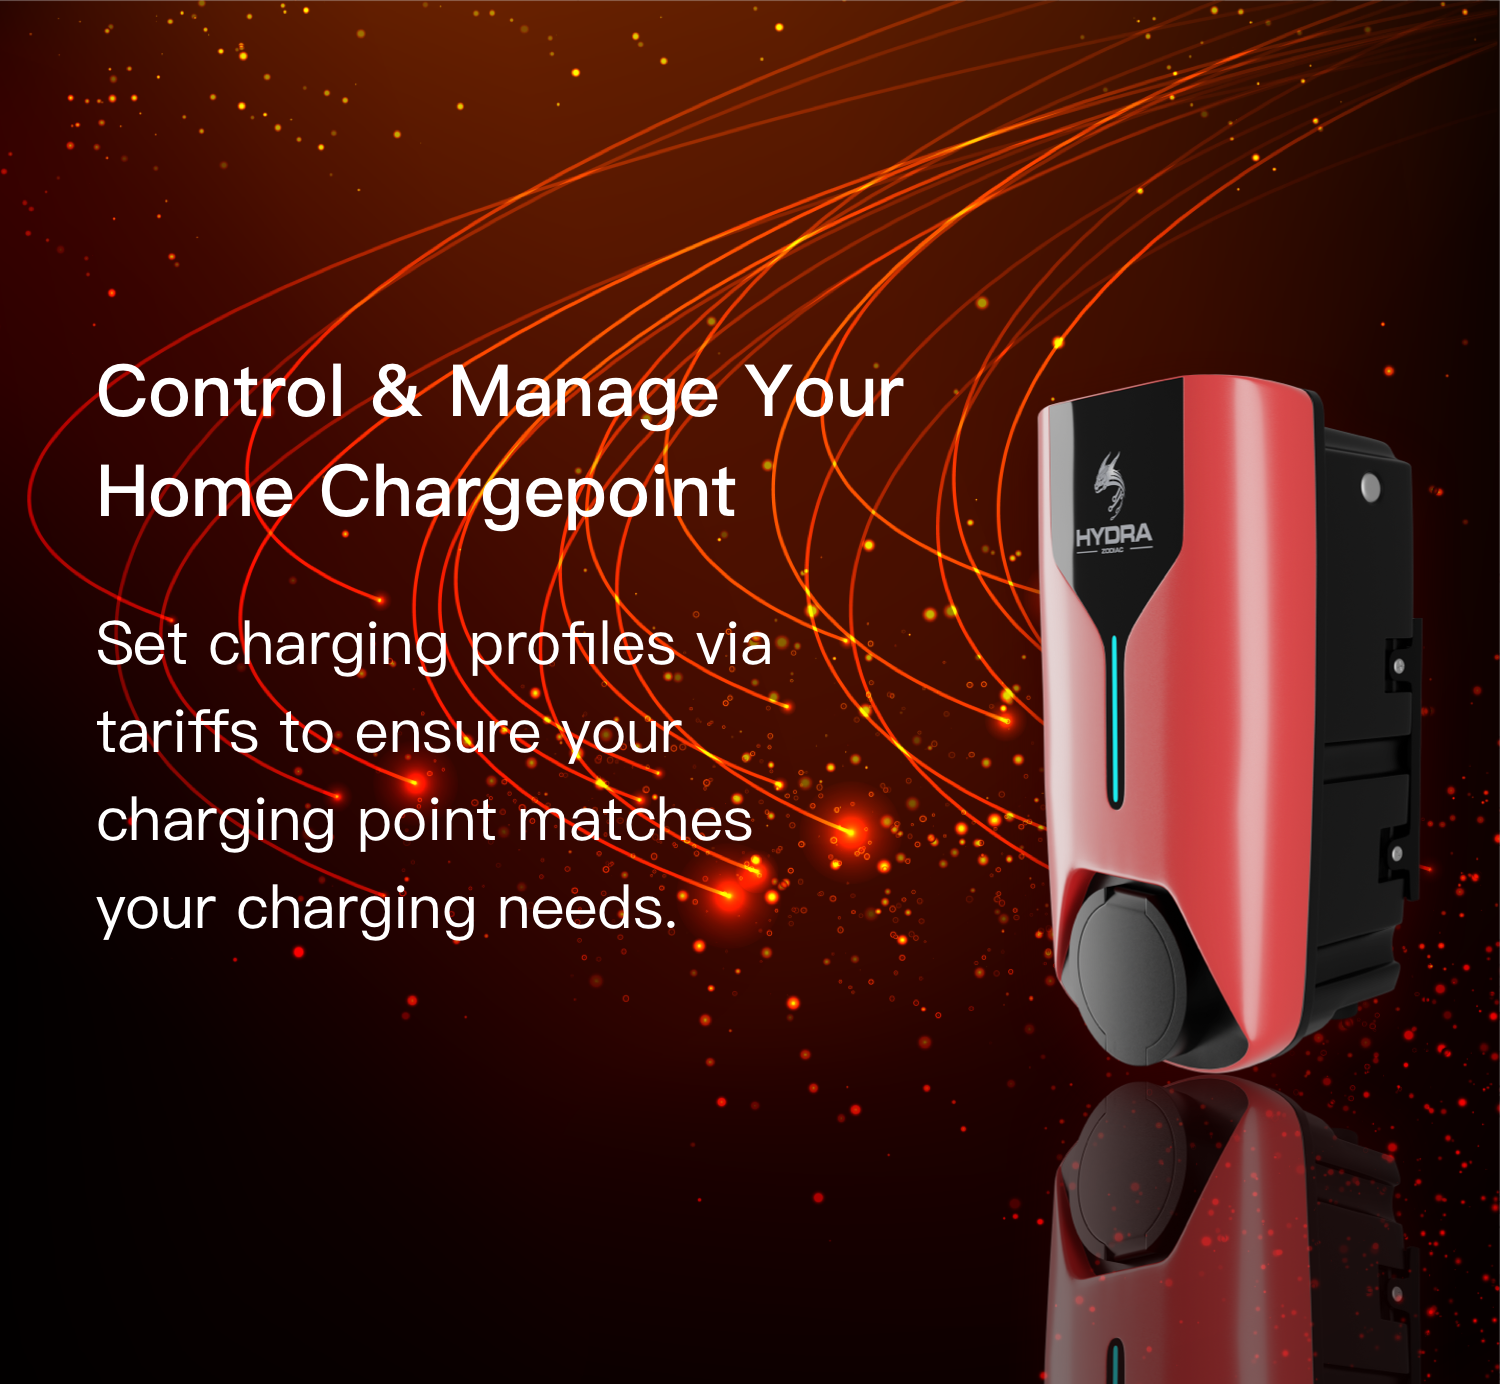 Control & Manage Your
Home Chargepoint
Set charging profiles via
tariffs to ensure your
charging point matches
your charging needs.
HYDRA
ZODIAC